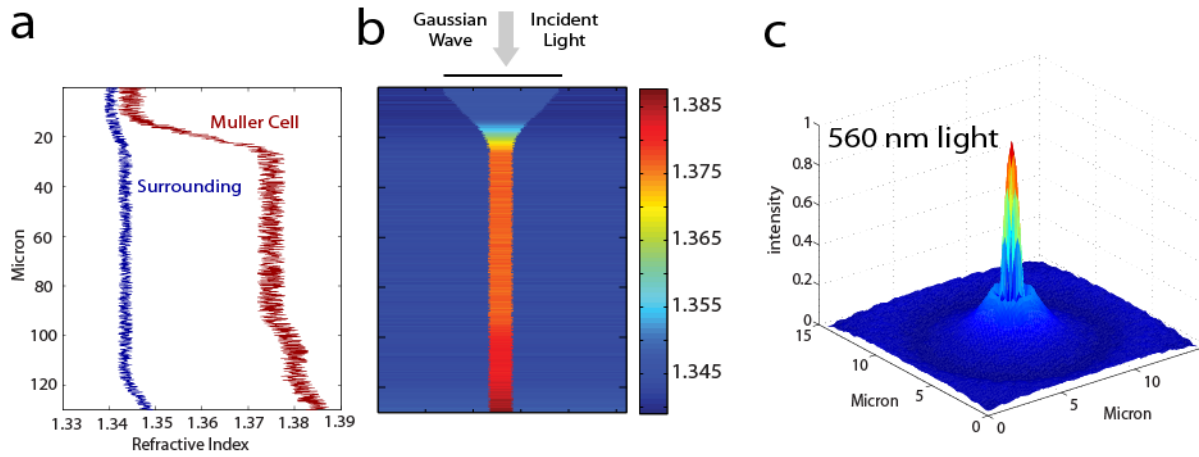 a
Muller Cell
Surrounding
Micron
20
40
60
80
100
120
1.33 1.34 1.35 1.36 1.37 1.38 1.39
Refractive Index
b
Gaussian Incident
Wave Light
1.385
1.375
1.365
1.355
1.345
c
560 nm light
intensity
1
0.8
0.6
0.4
0.2
0
15
10
5
0
Micron
0
5
10
Micron